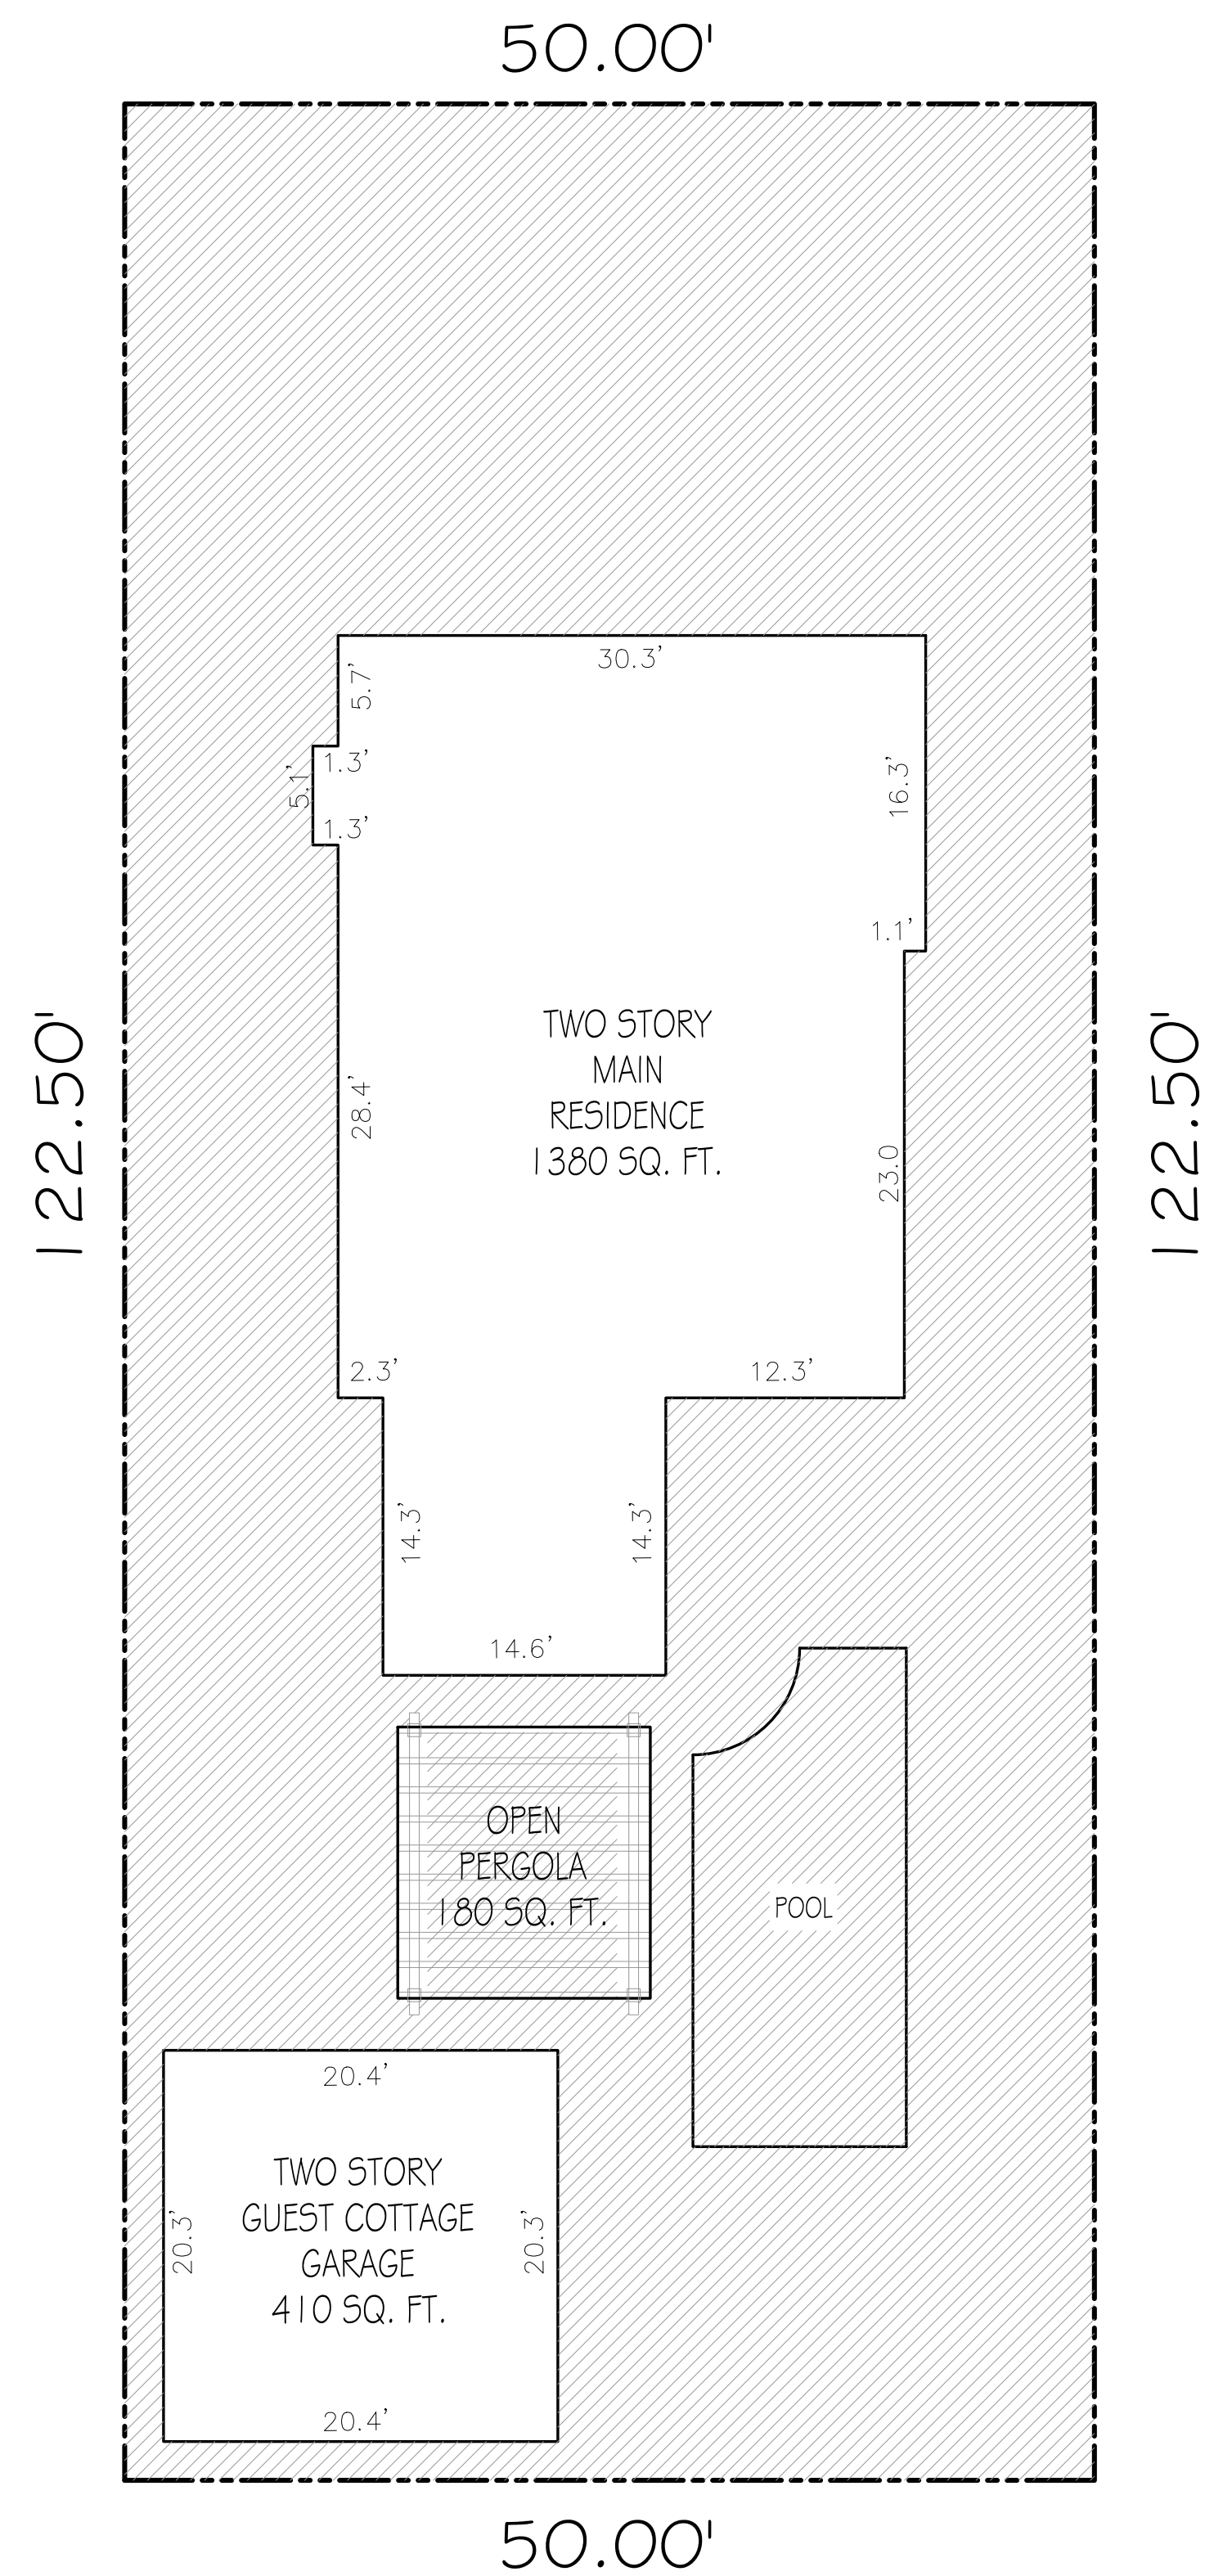 50.00'
30.3'
5.7'
1.3'
5.1'
1.3'
16.3'
1.1'
TWO STORY
MAIN
RESIDENCE
1380 SQ. FT.
122.50'
122.50'
28.4'
23.0
2.3'
12.3'
14.3'
14.3'
14.6'
OPEN
PERGOLA
180 SQ. FT.
POOL
20.4'
TWO STORY
GUEST COTTAGE
GARAGE
410 SQ. FT.
20.3'
20.3'
20.4'
50.00'